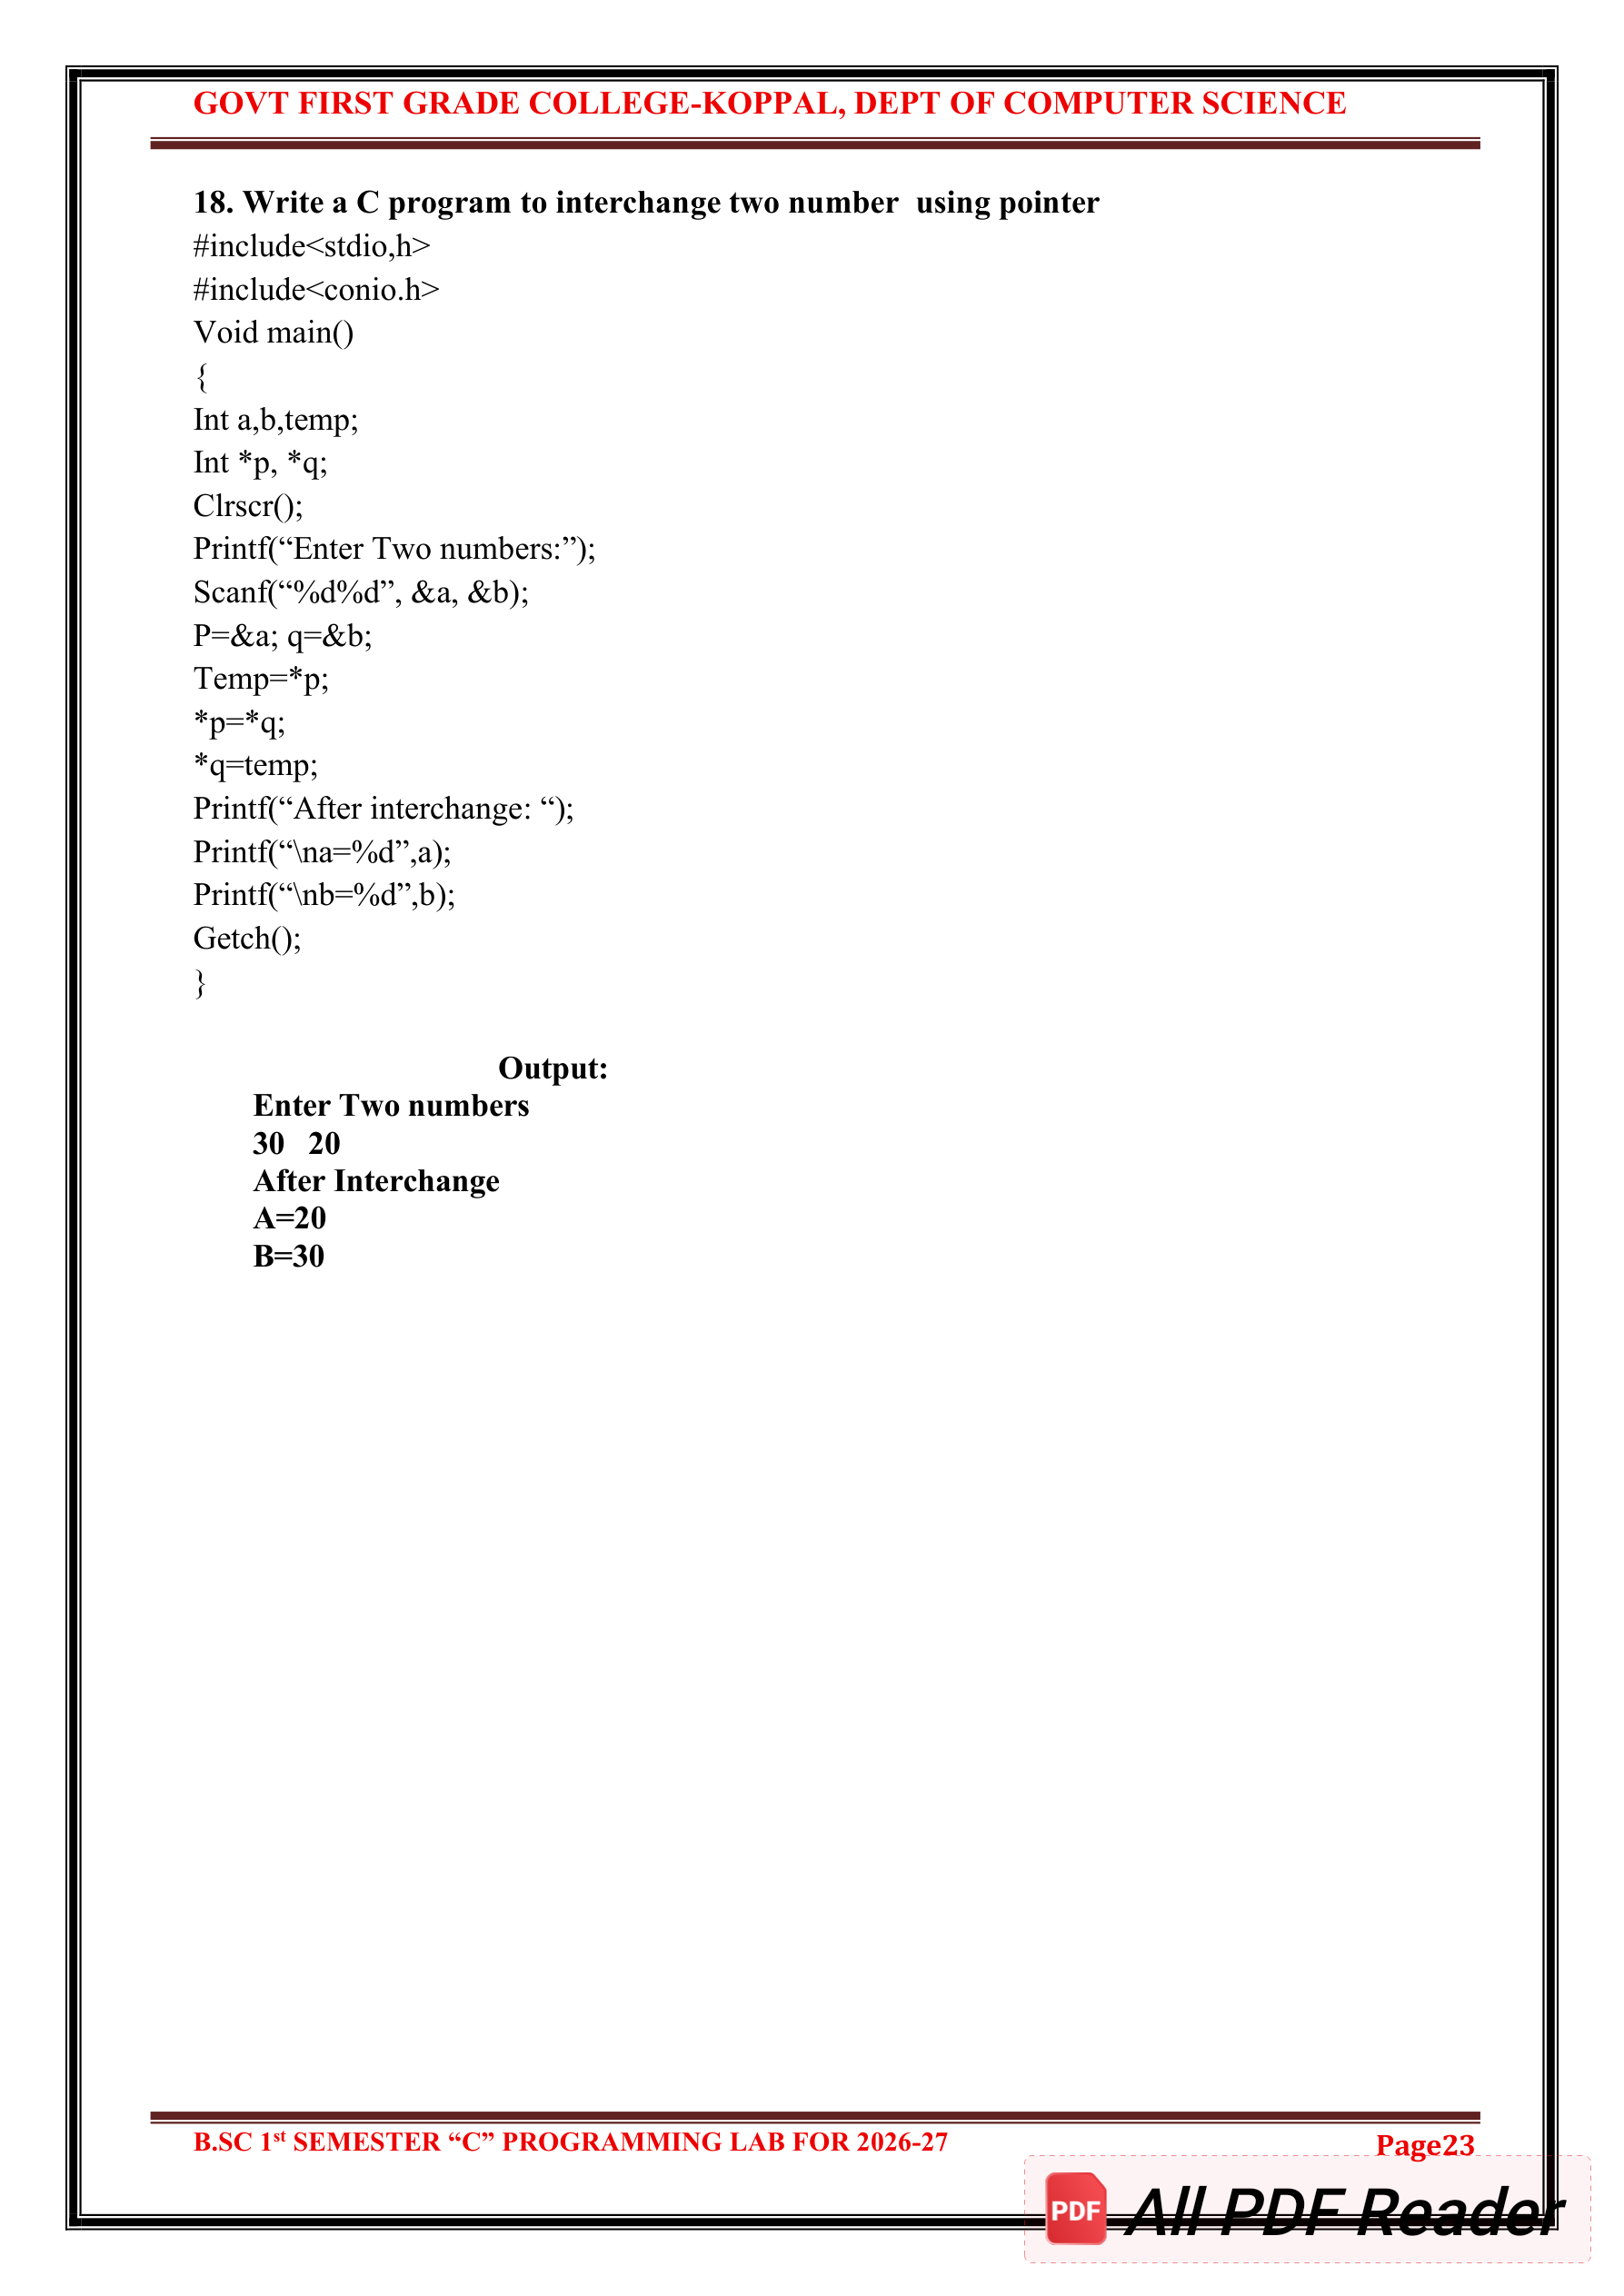 GOVT FIRST GRADE COLLEGE-KOPPAL, DEPT OF COMPUTER SCIENCE
18. Write a C program to interchange two number  using pointer
#include<stdio,h>
#include<conio.h>
Void main()
{
Int a,b,temp;
Int *p, *q;
Clrscr();
Printf(“Enter Two numbers:”);
Scanf(“%d%d”, &a, &b);
P=&a; q=&b;
Temp=*p;
*p=*q;
*q=temp;
Printf(“After interchange: “);
Printf(“\na=%d”,a);
Printf(“\nb=%d”,b);
Getch();
}
Output:
Enter Two numbers
30   20
After Interchange
A=20
B=30
B.SC 1st SEMESTER “C” PROGRAMMING LAB FOR 2026-27
Page23
PDF All PDF Reader